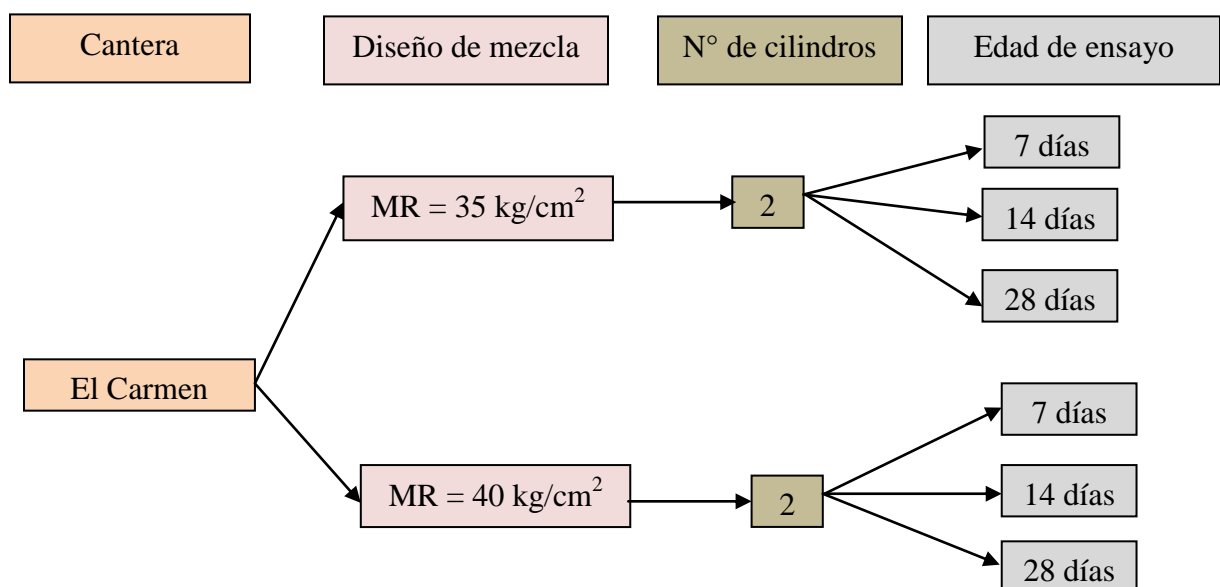 Cantera
Diseño de mezcla
N° de cilindros
Edad de ensayo
El Carmen
MR = 35 kg/cm²
2
7 días
14 días
28 días
MR = 40 kg/cm²
2
7 días
14 días
28 días